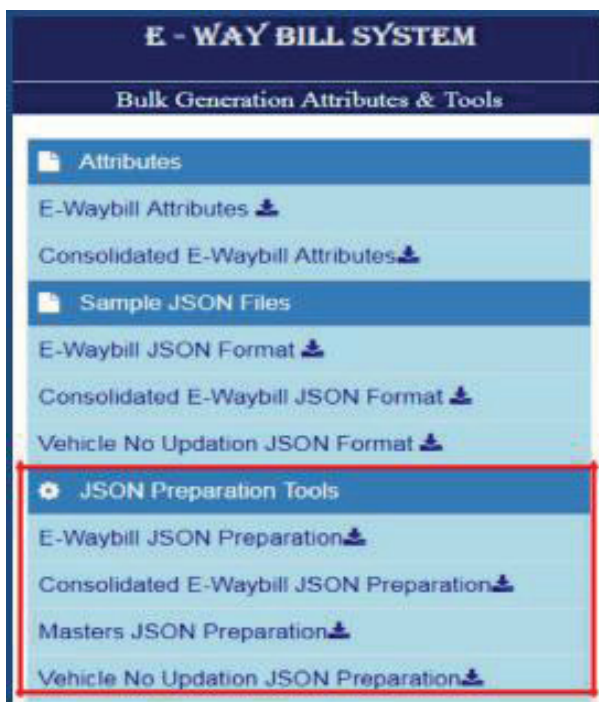 E - WAY BILL SYSTEM
Bulk Generation Attributes & Tools
Attributes
E-Waybill Attributes
Consolidated E-Waybill Attributes
Sample JSON Files
E-Waybill JSON Format
Consolidated E-Waybill JSON Format
Vehicle No Updation JSON Format
JSON Preparation Tools
E-Waybill JSON Preparation
Consolidated E-Waybill JSON Preparation
Masters JSON Preparation
Vehicle No Updation JSON Preparation